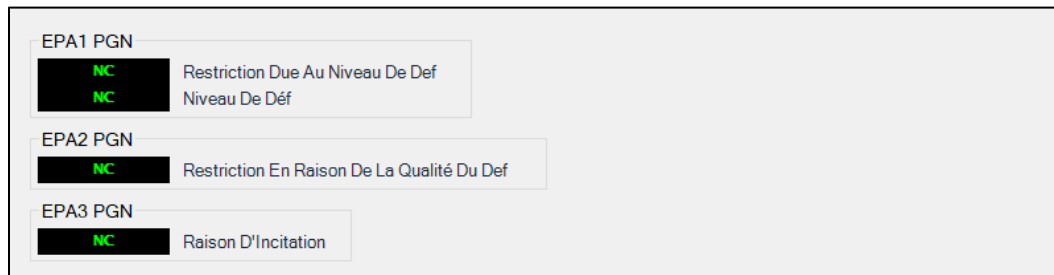 EPA1 PGN
NC Restriction Due Au Niveau De Def
NC Niveau De Déf
EPA2 PGN
NC Restriction En Raison De La Qualité Du Def
EPA3 PGN
NC Raison D'Incitation